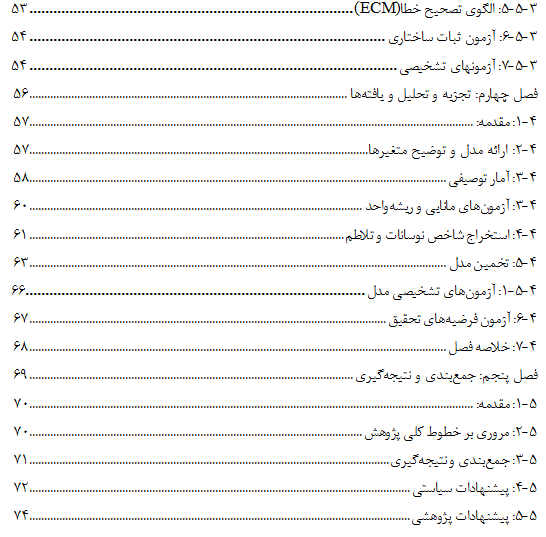 ۳-۵-۵: الگوی تصحیح خطا(ECM)............................................................ ۵۳
۳-۵-۶: آزمون ثبات ساختاری ............................................................ ۵۴
۳-۵-۷: آزمونهای تشخیصی ............................................................ ۵۴
فصل چهارم: تجزیه و تحلیل و یافته‌ها ............................................................ ۵۶
۴-۱: مقدمه: ............................................................ ۵۷
۴-۲: ارائه مدل و توضیح متغیرها............................................................ ۵۷
۴-۳: آمار توصیفی ............................................................ ۵۸
۴-۳: آزمون‌های مانایی و ریشه‌واحد ............................................................ ۶۰
۴-۴: استخراج شاخص نوسانات و تلاطم ............................................................ ۶۱
۴-۵: تخمین مدل ............................................................ ۶۳
۴-۵-۱: آزمون‌های تشخیصی مدل ............................................................ ۶۶
۴-۶: آزمون فرضیه‌های تحقیق ............................................................ ۶۷
۴-۷: خلاصه فصل ............................................................ ۶۸
فصل پنجم: جمع‌بندی و نتیجه‌گیری ............................................................ ۶۹
۵-۱: مقدمه: ............................................................ ۷۰
۵-۲: مروری بر خطوط کلی پژوهش ............................................................ ۷۰
۵-۳: جمع‌بندی و نتیجه‌گیری............................................................ ۷۱
۵-۴: پیشنهادات سیاستی ............................................................ ۷۲
۵-۵: پیشنهادات پژوهشی ............................................................ ۷۴